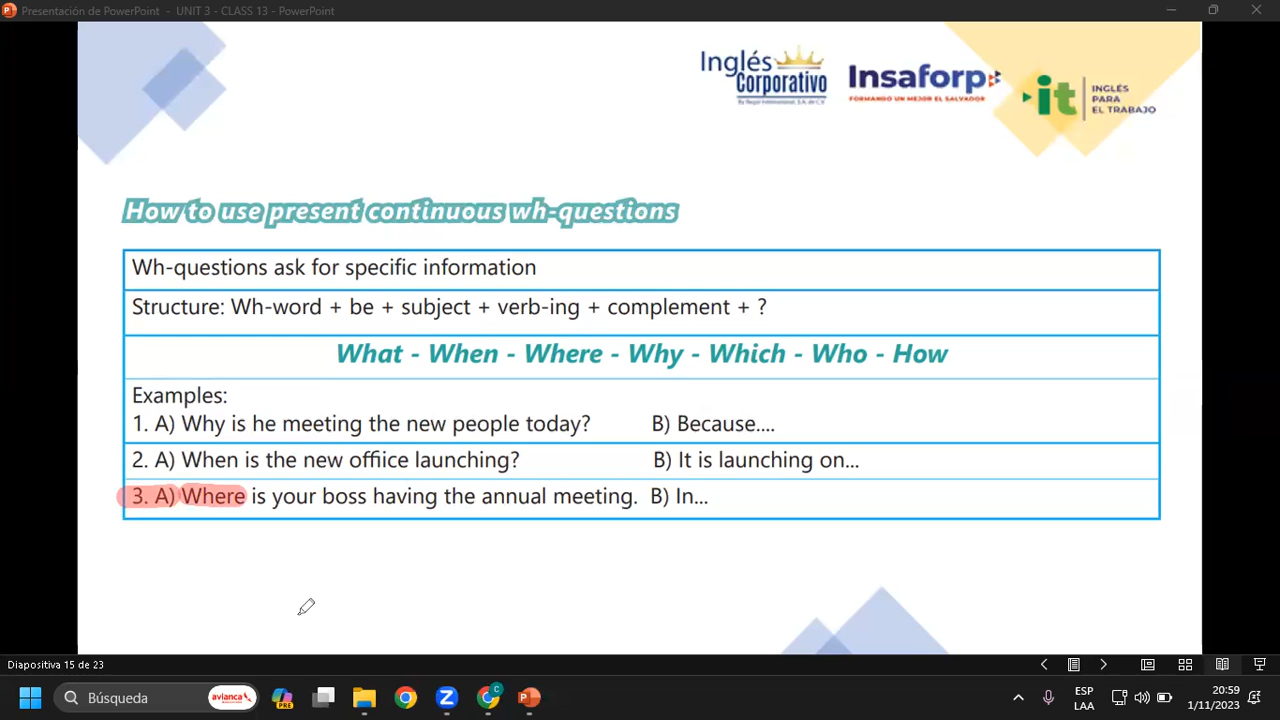 Presentación de PowerPoint - UNIT 3 - CLASS 13 - PowerPoint
Inglés
Corporativo
Insaforp
FORMANDO UN MEJOR EL SALVADOR
it
INGLÉS
PARA
EL TRABAJO
How to use present continuous wh-questions
Wh-questions ask for specific information
Structure: Wh-word + be + subject + verb-ing + complement + ?
What - When - Where - Why - Which - Who - How
Examples:
1. A) Why is he meeting the new people today? B) Because....
2. A) When is the new office launching? B) It is launching on...
3. A) Where is your boss having the annual meeting. B) In...
Diapositiva 15 de 23
Búsqueda
avianca
PRE
ESP
LAA
20:59
1/11/2023